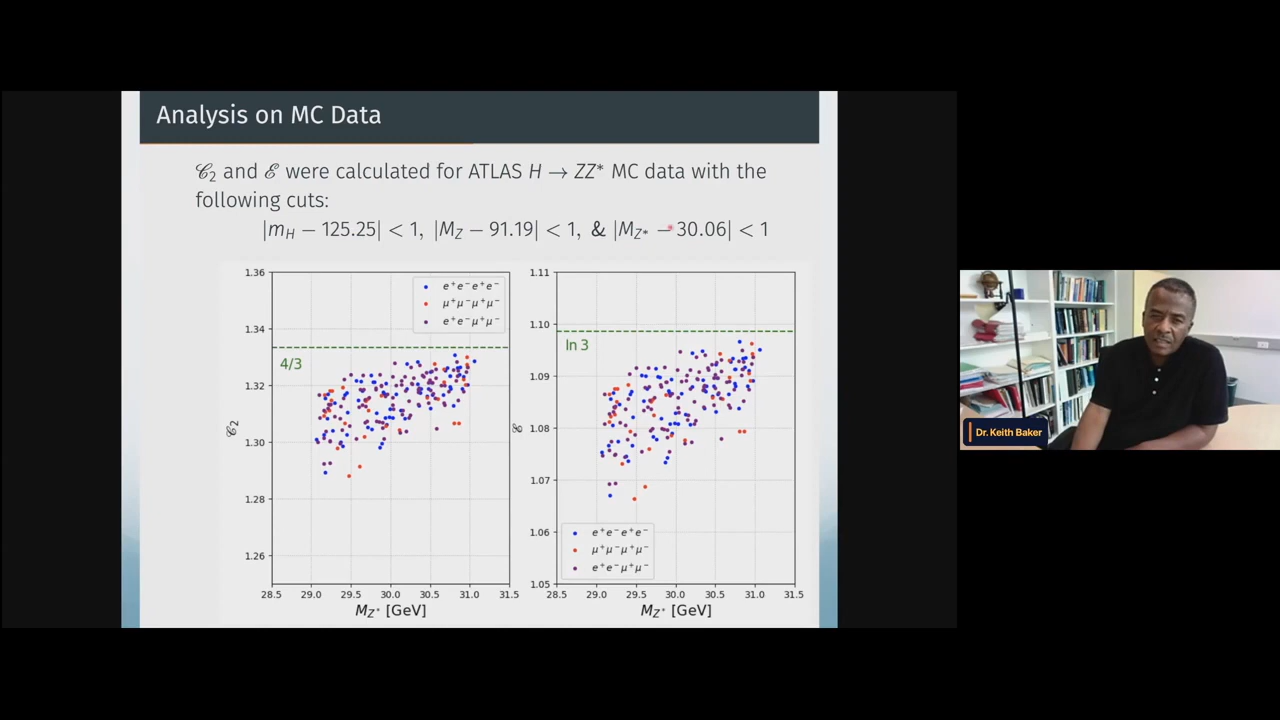 Analysis on MC Data
𝒞₂ and ℰ were calculated for ATLAS H → ZZ* MC data with the
following cuts:
|m_H − 125.25| < 1, |M_Z − 91.19| < 1, & |M_Z* − 30.06| < 1
1.36
1.34
1.32
1.30
1.28
1.26
𝒞₂
4/3
e⁺e⁻e⁺e⁻
μ⁺μ⁻μ⁺μ⁻
e⁺e⁻μ⁺μ⁻
28.5 29.0 29.5 30.0 30.5 31.0 31.5
M_Z* [GeV]
1.11
1.10
1.09
1.08
1.07
1.06
1.05
ℰ
ln 3
e⁺e⁻e⁺e⁻
μ⁺μ⁻μ⁺μ⁻
e⁺e⁻μ⁺μ⁻
28.5 29.0 29.5 30.0 30.5 31.0 31.5
M_Z* [GeV]
Dr. Keith Baker